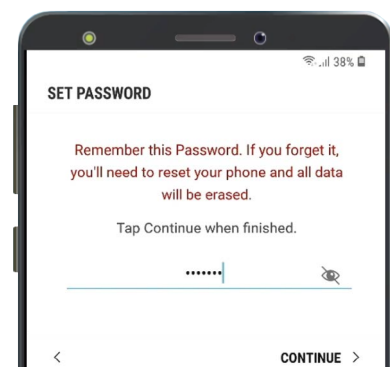 38%
SET PASSWORD
Remember this Password. If you forget it,
you'll need to reset your phone and all data
will be erased.
Tap Continue when finished.
•••••••
< CONTINUE >